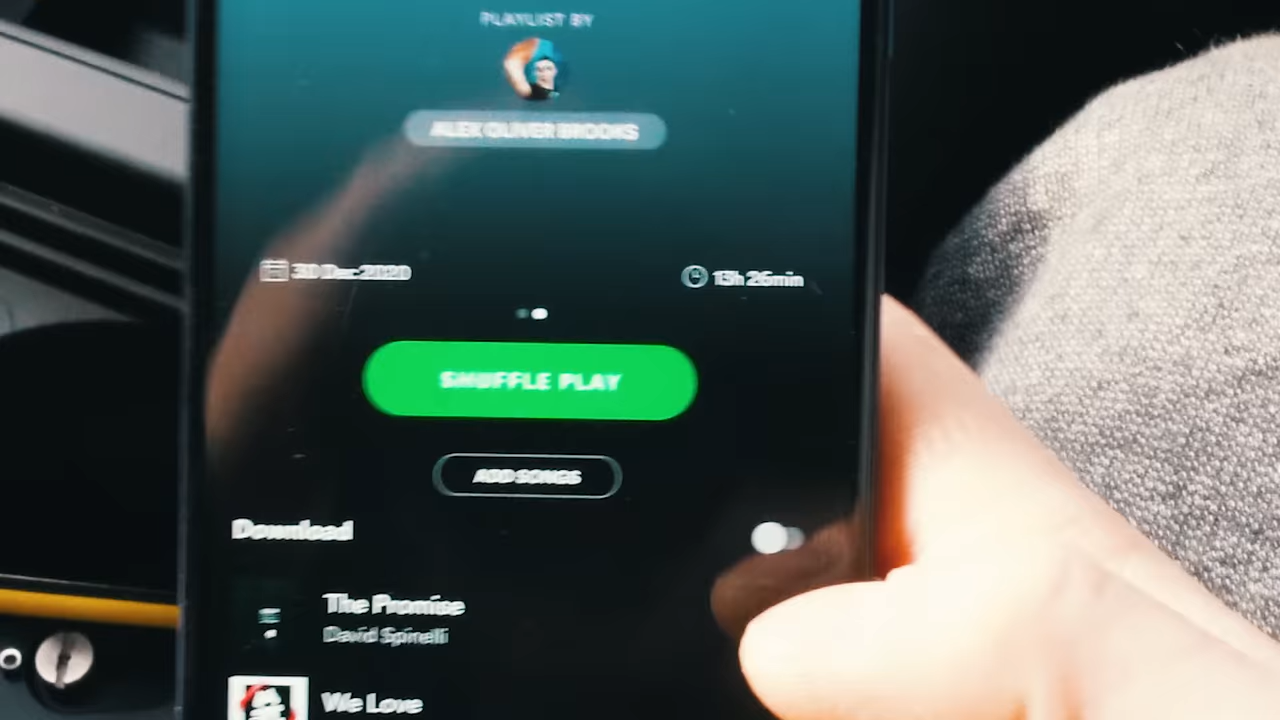 PLAYLIST BY
ALEX OLIVER BROOKS
30 Dec 2020
13h 26min
SHUFFLE PLAY
ADD SONGS
Download
The Promise
David Spinelli
We Love